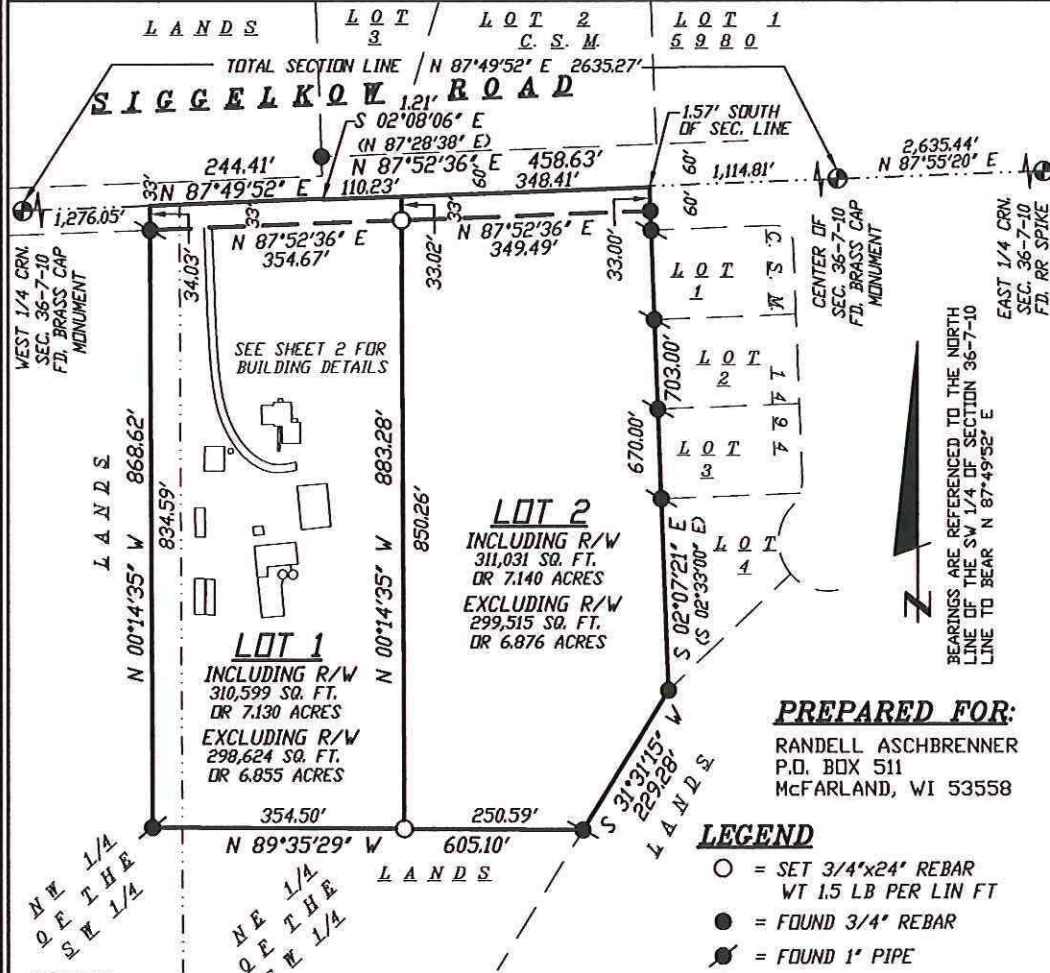 LANDS
LOT
3
LOT 2
C. S. M.
LOT 1
5980
TOTAL SECTION LINE N 87°49'52" E 2635.27'
SIGGELKOW ROAD
1.21'
S 02°08'06" E
1.57' SOUTH
OF SEC. LINE
(N 87°28'38" E)
244.41'
N 87°52'36" E 458.63'
2,635.44'
N 87°55'20" E
33'
N 87°49'52" E
110.23'
60'
348.41'
60'
1,114.81'
1,276.05'
33'
33'
60'
N 87°52'36" E
354.67'
N 87°52'36" E
349.49'
34.03'
33.02'
33.00'
WEST 1/4 CRN.
SEC. 36-7-10
FD. BRASS CAP
MONUMENT
CENTER OF
SEC. 36-7-10
FD. BRASS CAP
MONUMENT
EAST 1/4 CRN.
SEC. 36-7-10
FD. RR SPIKE
SEE SHEET 2 FOR
BUILDING DETAILS
LOT
1
LOT
2
LOT
3
LOT
4
C. S. M. 1494
LANDS
N 00°14'35" W 868.62'
834.59'
N 00°14'35" W 883.28'
850.26'
703.00'
670.00'
S 02°07'21" E
(S 02°33'00" E)
LOT 2
INCLUDING R/W
311,031 SQ. FT.
OR 7.140 ACRES
EXCLUDING R/W
299,515 SQ. FT.
OR 6.876 ACRES
LOT 1
INCLUDING R/W
310,599 SQ. FT.
OR 7.130 ACRES
EXCLUDING R/W
298,624 SQ. FT.
OR 6.855 ACRES
N
BEARINGS ARE REFERENCED TO THE NORTH
LINE OF THE SW 1/4 OF SECTION 36-7-10
LINE TO BEAR N 87°49'52" E
S 31°31'15" W
229.28'
LANDS
354.50'
250.59'
N 89°35'29" W
605.10'
LANDS
NW 1/4
OF THE
SW 1/4
NE 1/4
OF THE
W 1/4
PREPARED FOR:
RANDELL ASCHBRENNER
P.O. BOX 511
McFARLAND, WI 53558
LEGEND
= SET 3/4"x24" REBAR
WT 1.5 LB PER LIN FT
= FOUND 3/4" REBAR
= FOUND 1" PIPE